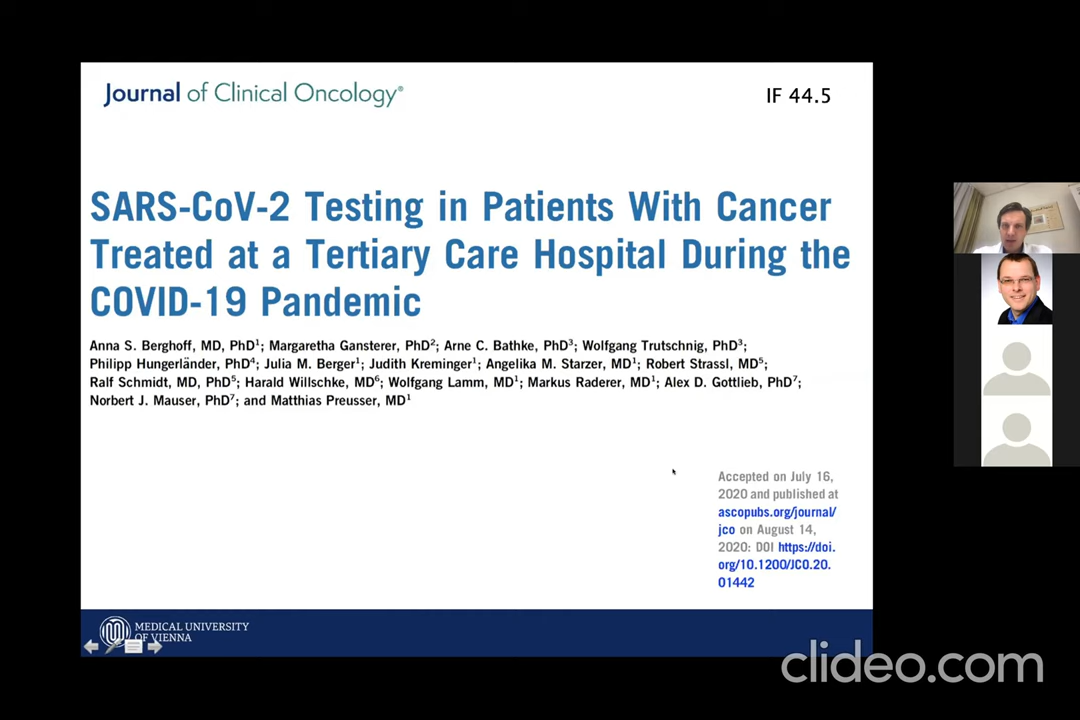 Journal of Clinical Oncology®
IF 44.5
SARS-CoV-2 Testing in Patients With Cancer
Treated at a Tertiary Care Hospital During the
COVID-19 Pandemic
Anna S. Berghoff, MD, PhD¹; Margaretha Gansterer, PhD²; Arne C. Bathke, PhD³; Wolfgang Trutschnig, PhD³;
Philipp Hungerländer, PhD⁴; Julia M. Berger¹; Judith Kreminger¹; Angelika M. Starzer, MD¹; Robert Strassl, MD⁵;
Ralf Schmidt, MD, PhD⁵; Harald Willschke, MD⁶; Wolfgang Lamm, MD¹; Markus Raderer, MD¹; Alex D. Gottlieb, PhD⁷;
Norbert J. Mauser, PhD⁷; and Matthias Preusser, MD¹
Accepted on July 16,
2020 and published at
ascopubs.org/journal/
jco on August 14,
2020: DOI https://doi.
org/10.1200/JCO.20.
01442
MEDICAL UNIVERSITY
OF VIENNA
clideo.com